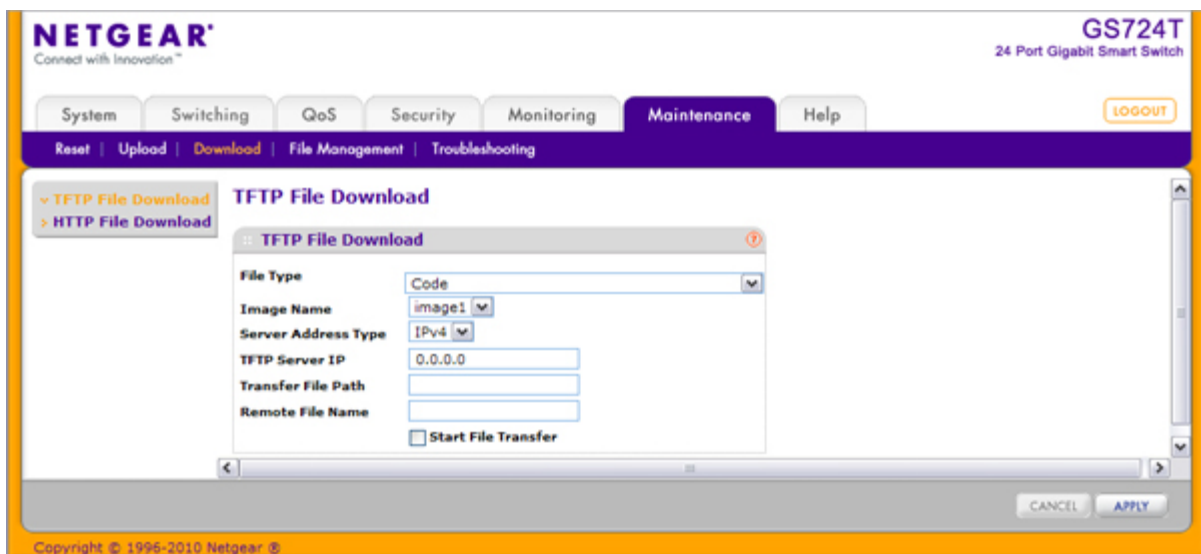 NETGEAR®
Connect with Innovation™
GS724T
24 Port Gigabit Smart Switch
System Switching QoS Security Monitoring Maintenance Help LOGOUT
Reset | Upload | Download | File Management | Troubleshooting
TFTP File Download
HTTP File Download
TFTP File Download
TFTP File Download ?
File Type Code
Image Name image1
Server Address Type IPv4
TFTP Server IP 0.0.0.0
Transfer File Path
Remote File Name
Start File Transfer
CANCEL APPLY
Copyright © 1996-2010 Netgear ®